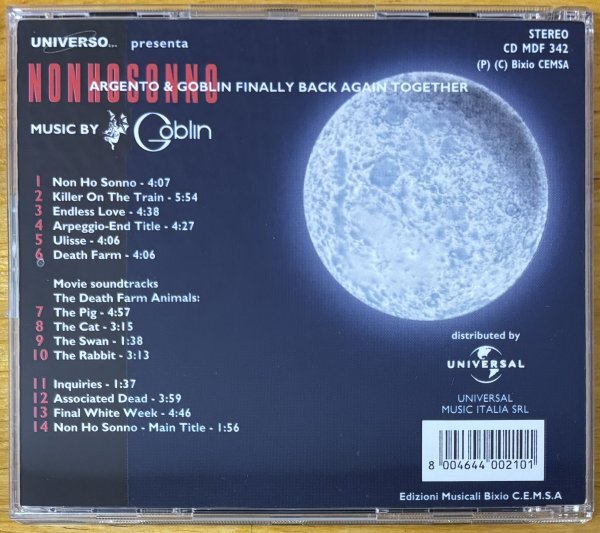 UNIVERSO... presenta
STEREO
CD MDF 342
(P) (C) Bixio CEMSA
NONHOSONNO
ARGENTO & GOBLIN FINALLY BACK AGAIN TOGETHER
MUSIC BY Goblin
1 Non Ho Sonno - 4:07
2 Killer On The Train - 5:54
3 Endless Love - 4:38
4 Arpeggio-End Title - 4:27
5 Ulisse - 4:06
6 Death Farm - 4:06
Movie soundtracks
The Death Farm Animals:
7 The Pig - 4:57
8 The Cat - 3:15
9 The Swan - 1:38
10 The Rabbit - 3:13
11 Inquiries - 1:37
12 Associated Dead - 3:59
13 Final White Week - 4:46
14 Non Ho Sonno - Main Title - 1:56
distributed by
UNIVERSAL
UNIVERSAL
MUSIC ITALIA SRL
8 004644 002101
Edizioni Musicali Bixio C.E.M.S.A